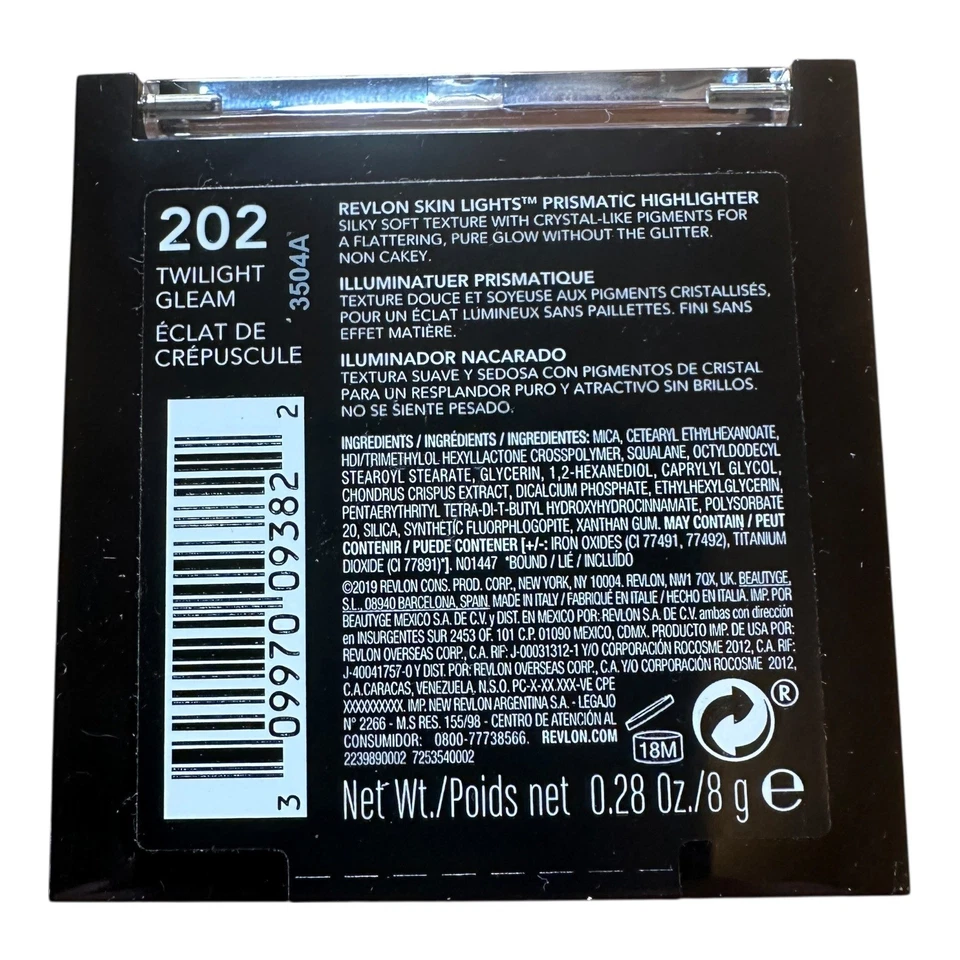 202
TWILIGHT
GLEAM
ÉCLAT DE
CRÉPUSCULE
3504A
3 09970 09382 2
REVLON SKIN LIGHTS™ PRISMATIC HIGHLIGHTER
SILKY SOFT TEXTURE WITH CRYSTAL-LIKE PIGMENTS FOR
A FLATTERING, PURE GLOW WITHOUT THE GLITTER.
NON CAKEY.
ILLUMINATUER PRISMATIQUE
TEXTURE DOUCE ET SOYEUSE AUX PIGMENTS CRISTALLISÉS,
POUR UN ÉCLAT LUMINEUX SANS PAILLETTES. FINI SANS
EFFET MATIÈRE.
ILUMINADOR NACARADO
TEXTURA SUAVE Y SEDOSA CON PIGMENTOS DE CRISTAL
PARA UN RESPLANDOR PURO Y ATRACTIVO SIN BRILLOS.
NO SE SIENTE PESADO.
INGREDIENTS / INGRÉDIENTS / INGREDIENTES: MICA, CETEARYL ETHYLHEXANOATE,
HDI/TRIMETHYLOL HEXYLLACTONE CROSSPOLYMER, SQUALANE, OCTYLDODECYL
STEAROYL STEARATE, GLYCERIN, 1,2-HEXANEDIOL, CAPRYLYL GLYCOL,
CHONDRUS CRISPUS EXTRACT, DICALCIUM PHOSPHATE, ETHYLHEXYLGLYCERIN,
PENTAERYTHRITYL TETRA-DI-T-BUTYL HYDROXYHYDROCINNAMATE, POLYSORBATE
20, SILICA, SYNTHETIC FLUORPHLOGOPITE, XANTHAN GUM. MAY CONTAIN / PEUT
CONTENIR / PUEDE CONTENER [+/-: IRON OXIDES (CI 77491, 77492), TITANIUM
DIOXIDE (CI 77891)*]. N01447 *BOUND / LIÉ / INCLUÍDO
©2019 REVLON CONS. PROD. CORP., NEW YORK, NY 10004. REVLON, NW1 7QX, UK. BEAUTYGE,
S.L., 08940 BARCELONA, SPAIN. MADE IN ITALY / FABRIQUÉ EN ITALIE / HECHO EN ITALIA. IMP. POR
BEAUTYGE MEXICO S.A. DE C.V. y DIST. EN MEXICO POR: REVLON S.A. DE C.V. ambas con dirección
en INSURGENTES SUR 2453 OF. 101 C.P. 01090 MEXICO, CDMX. PRODUCTO IMP. DE USA POR:
REVLON OVERSEAS CORP., C.A. RIF: J-00031312-1 Y/O CORPORACIÓN ROCOSME 2012, C.A. RIF:
J-40041757-0 Y DIST. POR: REVLON OVERSEAS CORP., C.A. Y/O CORPORACIÓN ROCOSME 2012,
C.A. CARACAS, VENEZUELA. N.S.O. PC-X-XX.XXX-VE CPE
XXXXXXXXXX. IMP. NEW REVLON ARGENTINA S.A. - LEGAJO
N° 2266 - M.S RES. 155/98 - CENTRO DE ATENCIÓN AL
CONSUMIDOR: 0800-77738566. REVLON.COM
2239890002 7253540002
18M
®
Net Wt./Poids net 0.28 Oz./8 g ℮